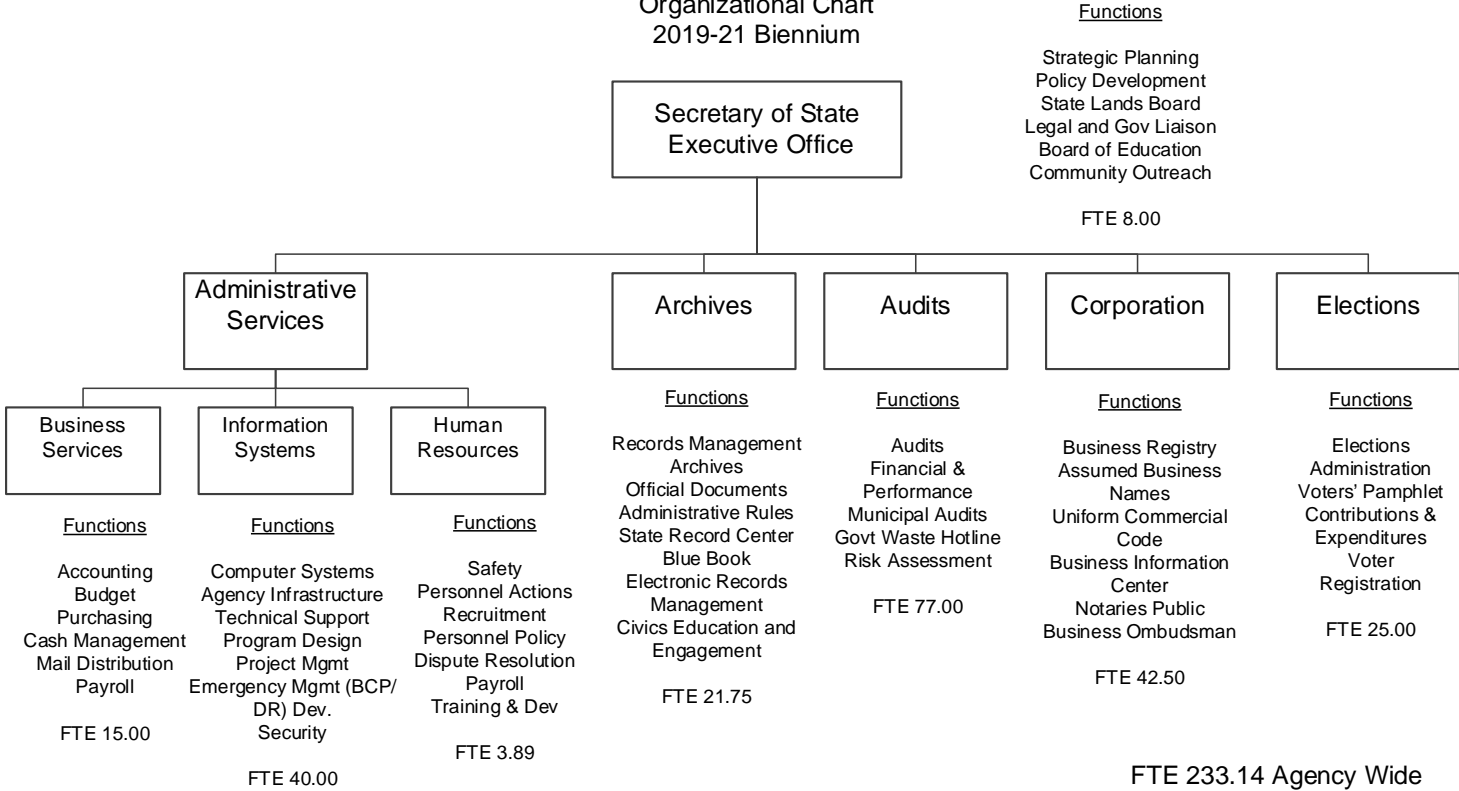 Organizational Chart
2019-21 Biennium
Functions
Strategic Planning
Policy Development
State Lands Board
Legal and Gov Liaison
Board of Education
Community Outreach
FTE 8.00
Secretary of State
Executive Office
Administrative
Services
Archives
Audits
Corporation
Elections
Business
Services
Information
Systems
Human
Resources
Functions
Accounting
Budget
Purchasing
Cash Management
Mail Distribution
Payroll
FTE 15.00
Functions
Computer Systems
Agency Infrastructure
Technical Support
Program Design
Project Mgmt
Emergency Mgmt (BCP/
DR) Dev.
Security
FTE 40.00
Functions
Safety
Personnel Actions
Recruitment
Personnel Policy
Dispute Resolution
Payroll
Training & Dev
FTE 3.89
Functions
Records Management
Archives
Official Documents
Administrative Rules
State Record Center
Blue Book
Electronic Records
Management
Civics Education and
Engagement
FTE 21.75
Functions
Audits
Financial &
Performance
Municipal Audits
Govt Waste Hotline
Risk Assessment
FTE 77.00
Functions
Business Registry
Assumed Business
Names
Uniform Commercial
Code
Business Information
Center
Notaries Public
Business Ombudsman
FTE 42.50
Functions
Elections
Administration
Voters' Pamphlet
Contributions &
Expenditures
Voter
Registration
FTE 25.00
FTE 233.14 Agency Wide